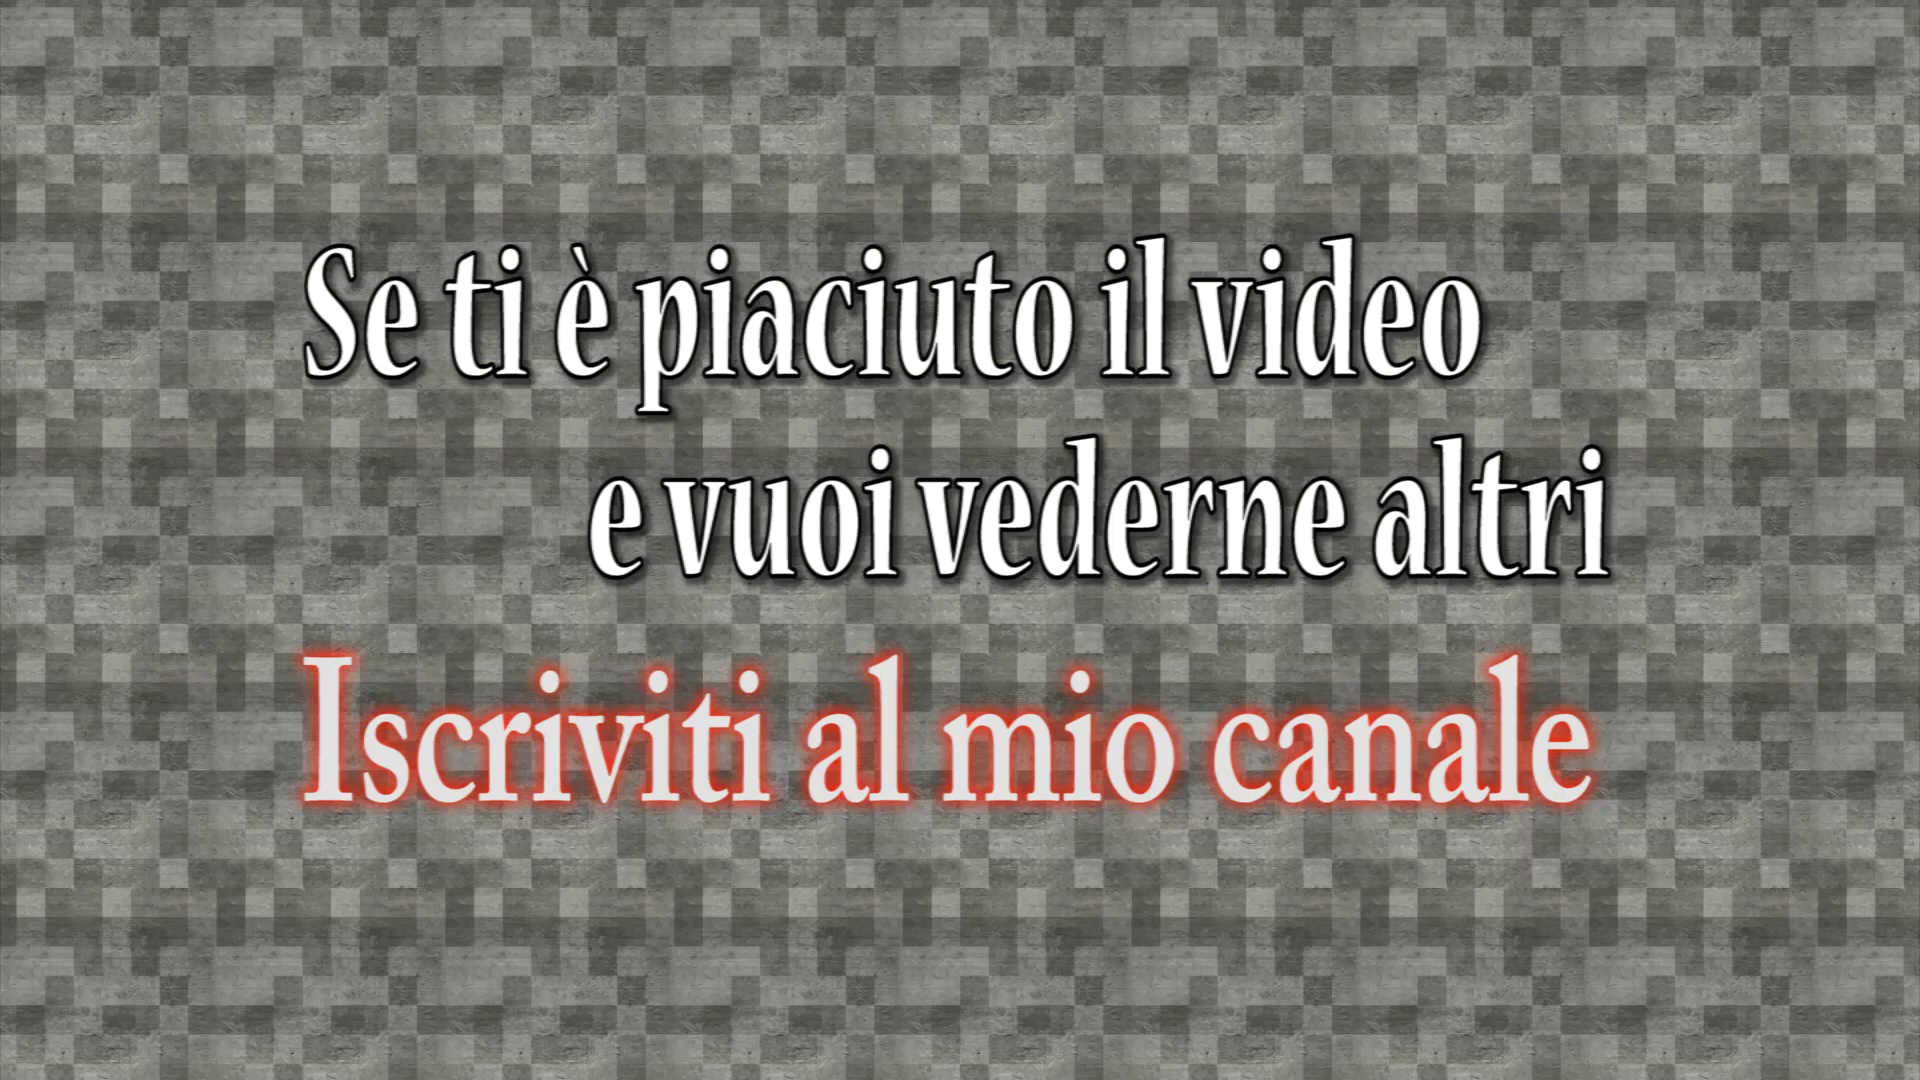 Se ti è piaciuto il video
e vuoi vederne altri
Iscriviti al mio canale